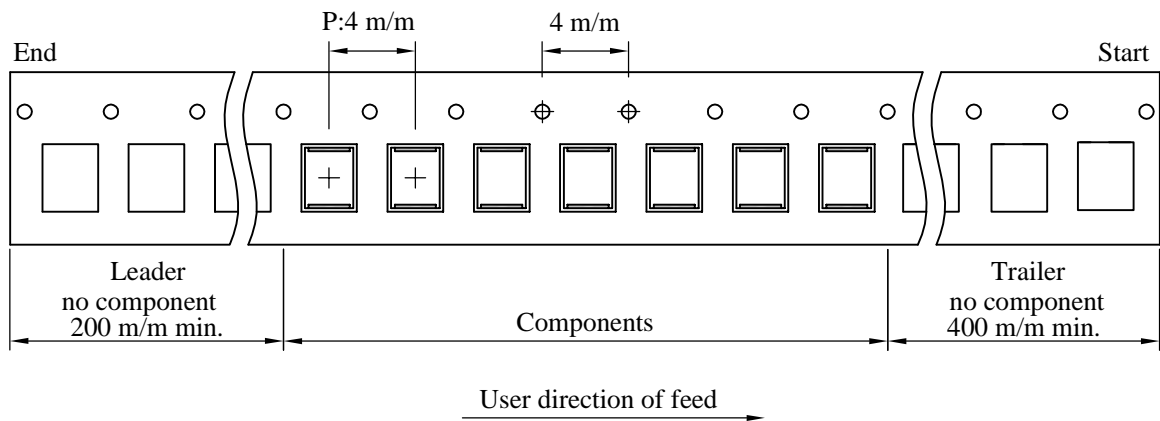 P:4 m/m
4 m/m
End
Start
Leader
no component
200 m/m min.
Components
Trailer
no component
400 m/m min.
User direction of feed